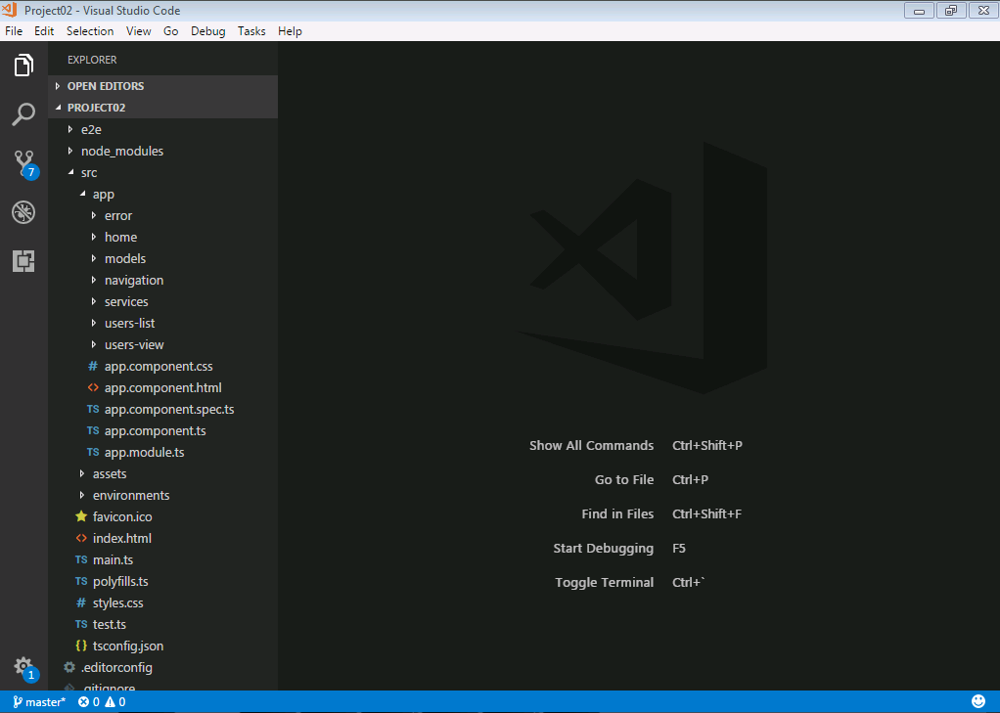 Project02 - Visual Studio Code
File Edit Selection View Go Debug Tasks Help
EXPLORER
OPEN EDITORS
PROJECT02
e2e
node_modules
src
app
error
home
models
navigation
services
users-list
users-view
# app.component.css
<> app.component.html
TS app.component.spec.ts
TS app.component.ts
TS app.module.ts
assets
environments
favicon.ico
<> index.html
TS main.ts
TS polyfills.ts
# styles.css
TS test.ts
{ } tsconfig.json
.editorconfig
.gitignore
7
1
Show All Commands Ctrl+Shift+P
Go to File Ctrl+P
Find in Files Ctrl+Shift+F
Start Debugging F5
Toggle Terminal Ctrl+`
master* 0 0